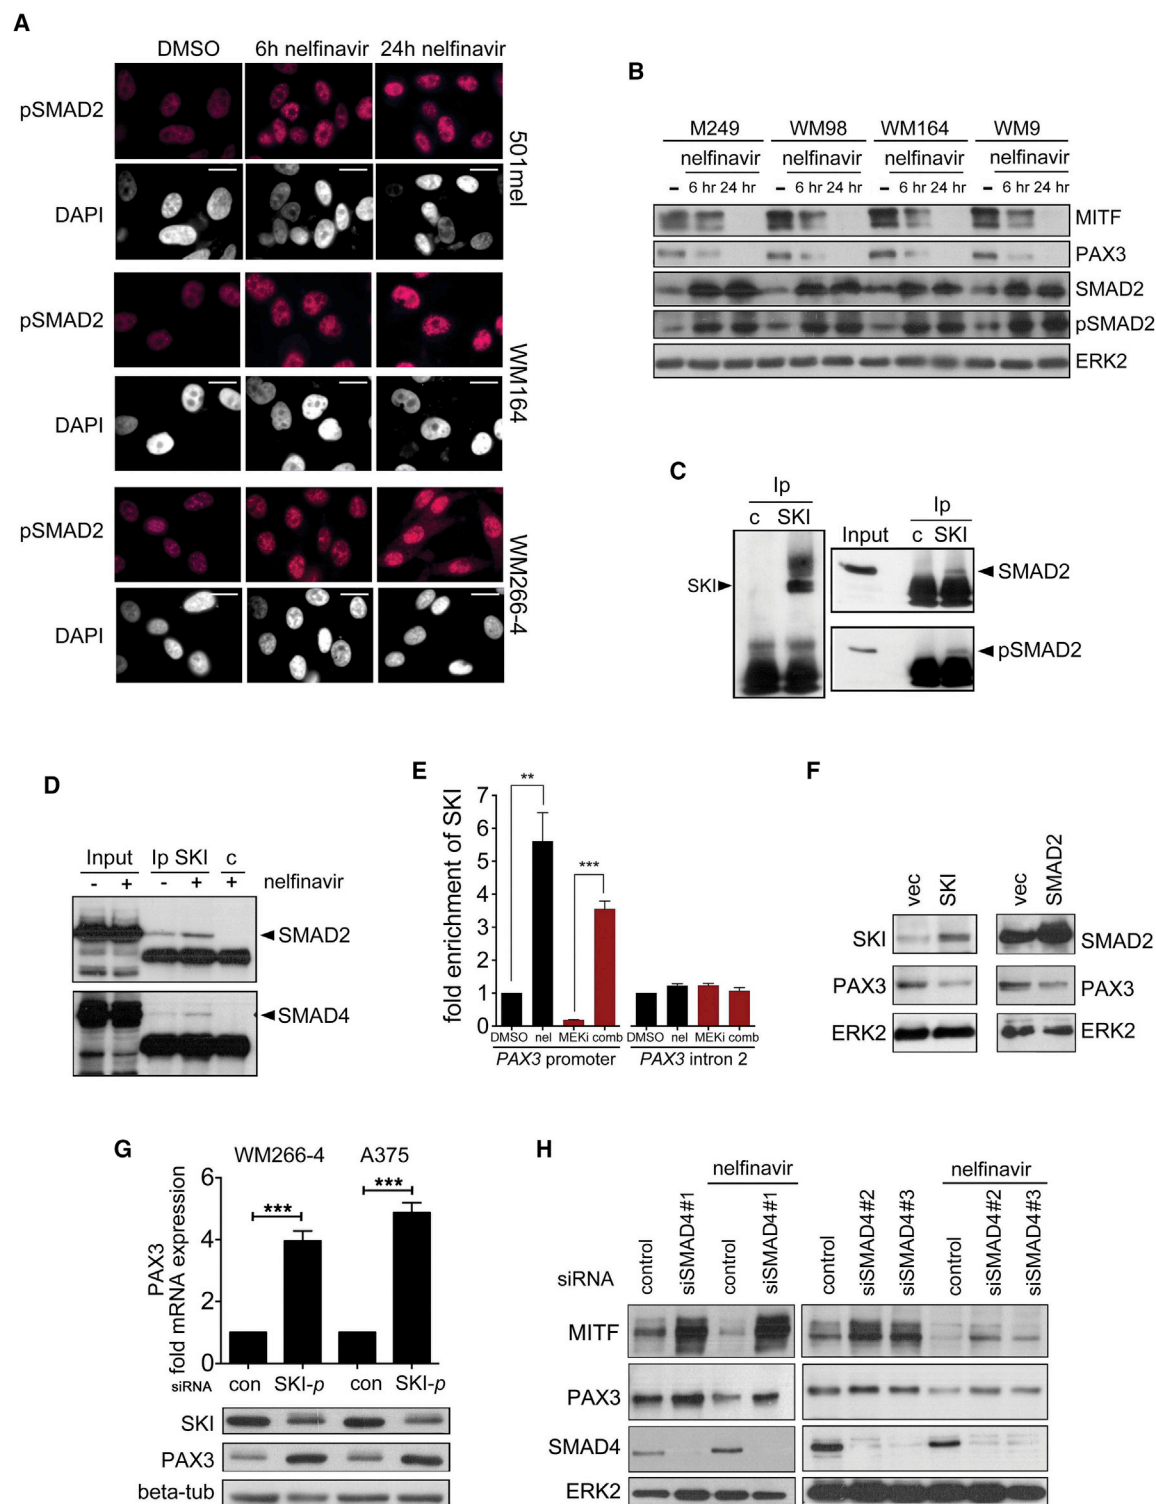 A
DMSO 6h nelfinavir 24h nelfinavir
pSMAD2
DAPI
501mel
pSMAD2
DAPI
WM164
pSMAD2
DAPI
WM266-4
B
M249 WM98 WM164 WM9
nelfinavir nelfinavir nelfinavir nelfinavir
– 6 hr 24 hr – 6 hr 24 hr – 6 hr 24 hr – 6 hr 24 hr
MITF
PAX3
SMAD2
pSMAD2
ERK2
C
Ip
c SKI
SKI
Ip
Input c SKI
SMAD2
pSMAD2
D
Input Ip SKI c
- + - + + nelfinavir
SMAD2
SMAD4
E
fold enrichment of SKI
7
6
5
4
3
2
1
0
**
***
DMSO nel MEKi comb DMSO nel MEKi comb
PAX3 promoter PAX3 intron 2
F
vec SKI vec SMAD2
SKI SMAD2
PAX3 PAX3
ERK2 ERK2
G
WM266-4 A375
PAX3
fold mRNA expression
6
4
2
0
*** ***
siRNA con SKI-p con SKI-p
SKI
PAX3
beta-tub
H
nelfinavir nelfinavir
siRNA control siSMAD4#1 control siSMAD4#1 control siSMAD4#2 siSMAD4#3 control siSMAD4#2 siSMAD4#3
MITF
PAX3
SMAD4
ERK2